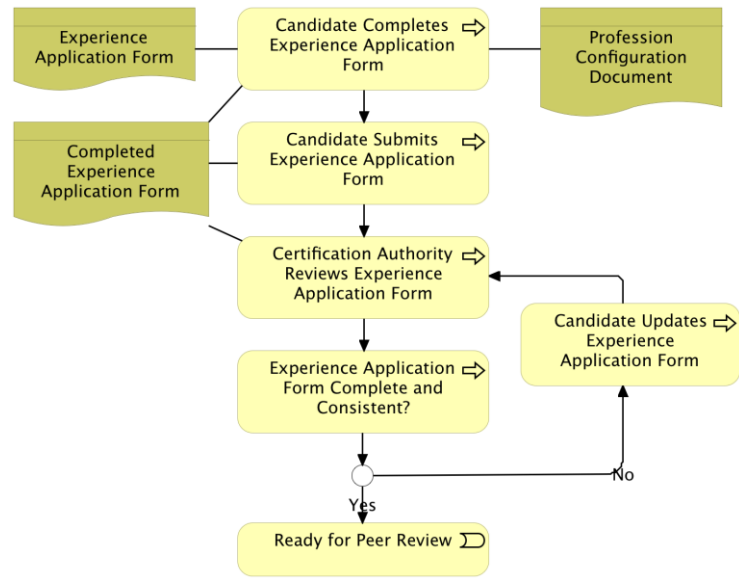 Experience
Application Form
Candidate Completes
Experience Application
Form
Profession
Configuration
Document
Completed
Experience
Application Form
Candidate Submits
Experience Application
Form
Certification Authority
Reviews Experience
Application Form
Candidate Updates
Experience
Application Form
Experience Application
Form Complete and
Consistent?
No
Yes
Ready for Peer Review